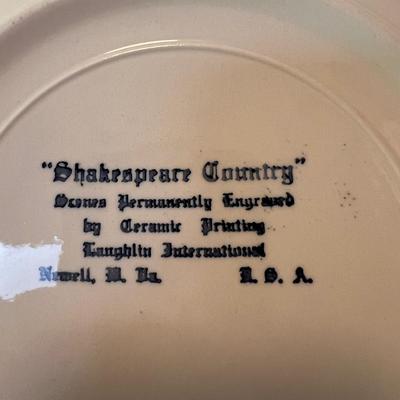 "Shakespeare Country"
Scenes Permanently Engraved
by Ceramic Printing
Laughlin International
Newell, W. Va. U. S. A.